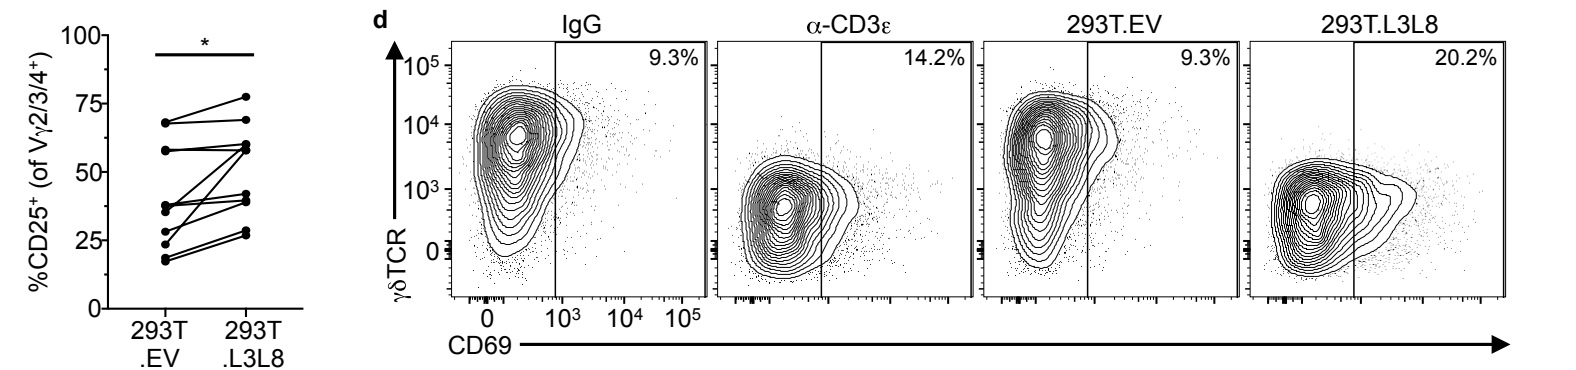 %CD25⁺ (of Vγ2/3/4⁺)
100
75
50
25
0
*
293T
.EV
293T
.L3L8
d
IgG
α-CD3ε
293T.EV
293T.L3L8
9.3%
14.2%
9.3%
20.2%
γδTCR
10⁵
10⁴
10³
0
0 10³ 10⁴ 10⁵
CD69